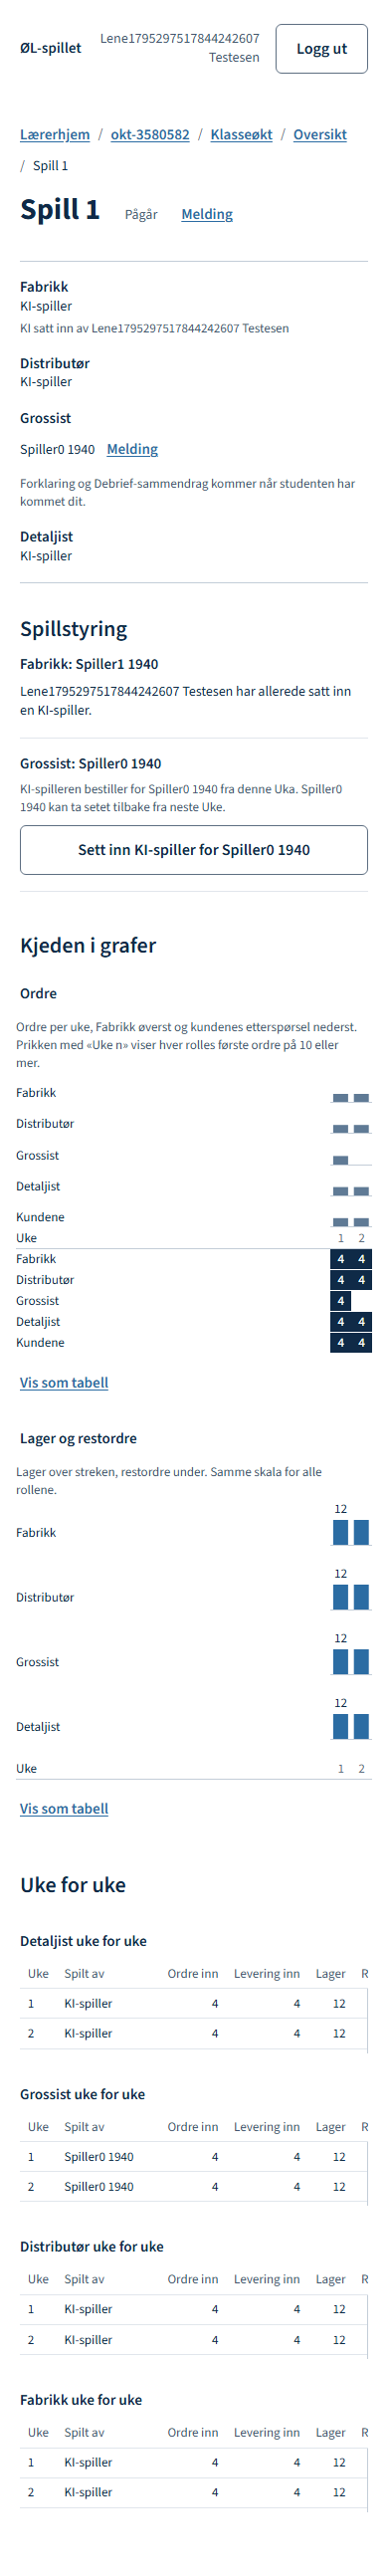 ØL-spillet
Lene1795297517844242607
Testesen
Logg ut
Lærerhjem / okt-3580582 / Klasseøkt / Oversikt
/ Spill 1
Spill 1 Pågår Melding
Fabrikk
KI-spiller
KI satt inn av Lene1795297517844242607 Testesen
Distributør
KI-spiller
Grossist
Spiller0 1940 Melding
Forklaring og Debrief-sammendrag kommer når studenten har
kommet dit.
Detaljist
KI-spiller
Spillstyring
Fabrikk: Spiller1 1940
Lene1795297517844242607 Testesen har allerede satt inn
en KI-spiller.
Grossist: Spiller0 1940
KI-spilleren bestiller for Spiller0 1940 fra denne Uka. Spiller0
1940 kan ta setet tilbake fra neste Uke.
Sett inn KI-spiller for Spiller0 1940
Kjeden i grafer
Ordre
Ordre per uke, Fabrikk øverst og kundenes etterspørsel nederst.
Prikken med «Uke n» viser hver rolles første ordre på 10 eller
mer.
Fabrikk
Distributør
Grossist
Detaljist
Kundene
Uke 1 2
Fabrikk 4 4
Distributør 4 4
Grossist 4
Detaljist 4 4
Kundene 4 4
Vis som tabell
Lager og restordre
Lager over streken, restordre under. Samme skala for alle
rollene.
12
Fabrikk
12
Distributør
12
Grossist
12
Detaljist
Uke 1 2
Vis som tabell
Uke for uke
Detaljist uke for uke
Uke Spilt av Ordre inn Levering inn Lager R
1 KI-spiller 4 4 12
2 KI-spiller 4 4 12
Grossist uke for uke
Uke Spilt av Ordre inn Levering inn Lager R
1 Spiller0 1940 4 4 12
2 Spiller0 1940 4 4 12
Distributør uke for uke
Uke Spilt av Ordre inn Levering inn Lager R
1 KI-spiller 4 4 12
2 KI-spiller 4 4 12
Fabrikk uke for uke
Uke Spilt av Ordre inn Levering inn Lager R
1 KI-spiller 4 4 12
2 KI-spiller 4 4 12